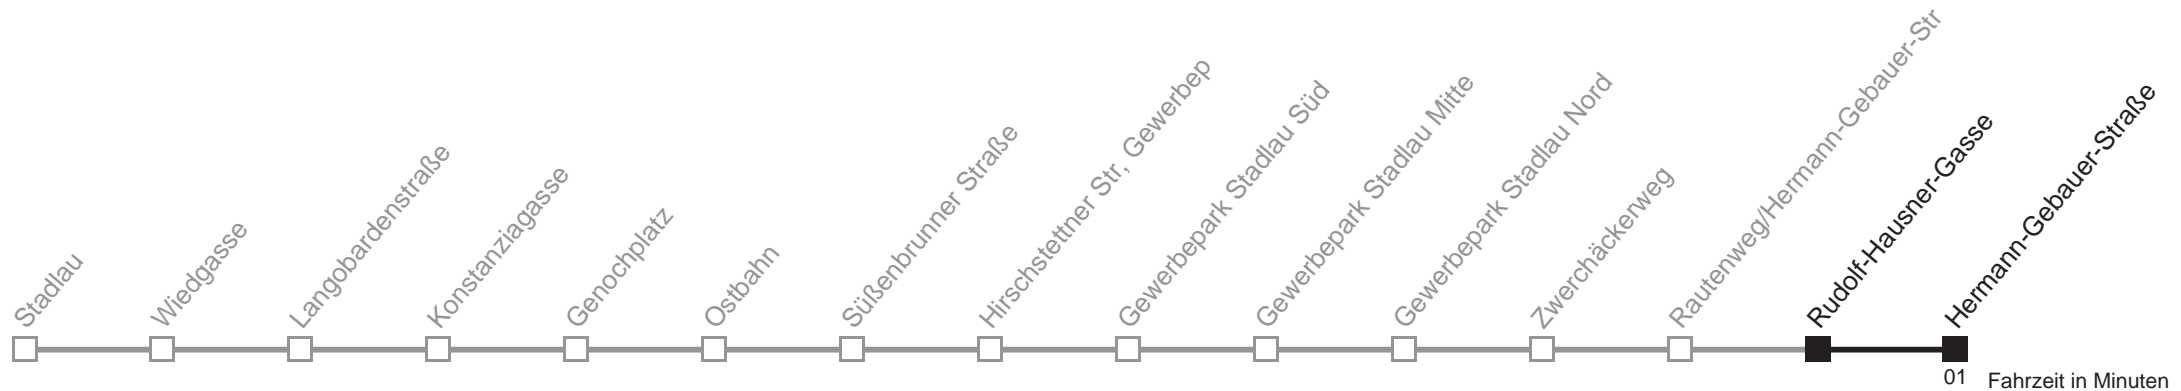 Stadlau
Wiedgasse
Langobardenstraße
Konstanziagasse
Genochplatz
Ostbahn
Süßenbrunner Straße
Hirschstettner Str, Gewerbep
Gewerbepark Stadlau Süd
Gewerbepark Stadlau Mitte
Gewerbepark Stadlau Nord
Zwerchäckerweg
Rautenweg/Hermann-Gebauer-Str
Rudolf-Hausner-Gasse
Hermann-Gebauer-Straße
01 Fahrzeit in Minuten